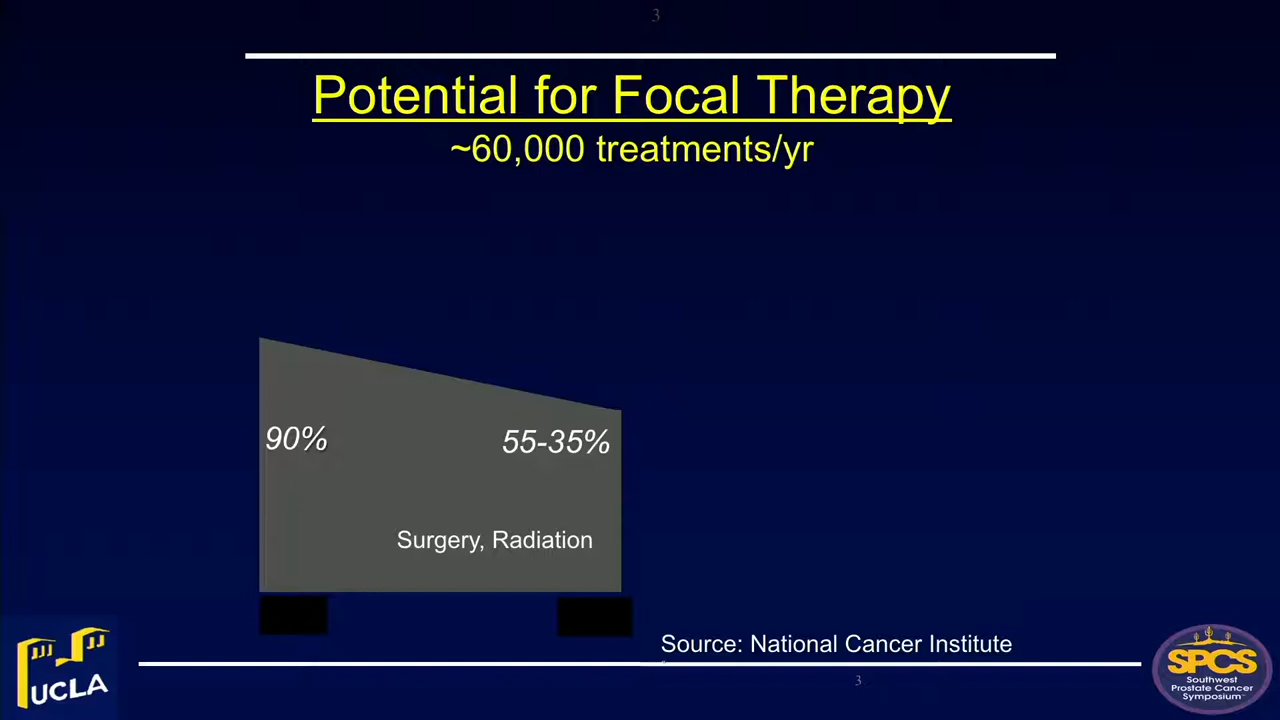 3
Potential for Focal Therapy
~60,000 treatments/yr
90%
55-35%
Surgery, Radiation
Source: National Cancer Institute
3
UCLA
SPCS
Southwest
Prostate Cancer
Symposium